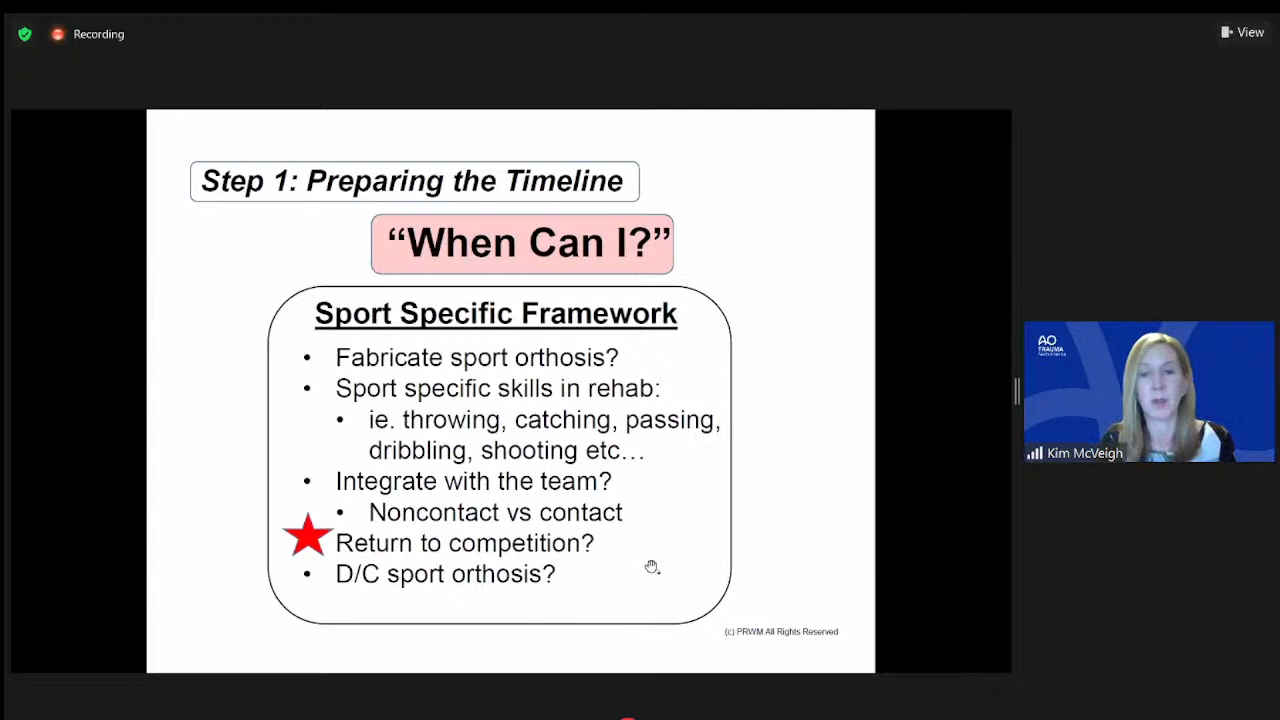 Recording
View
Step 1: Preparing the Timeline
“When Can I?”
Sport Specific Framework
• Fabricate sport orthosis?
• Sport specific skills in rehab:
• ie. throwing, catching, passing,
dribbling, shooting etc…
• Integrate with the team?
• Noncontact vs contact
Return to competition?
• D/C sport orthosis?
(c) PRWM All Rights Reserved
AO
TRAUMA
North America
Kim McVeigh